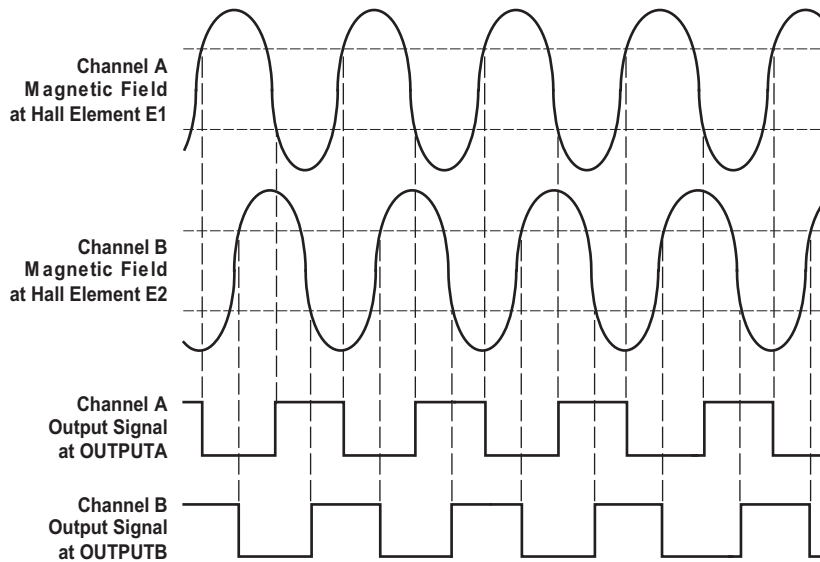 Channel A
Magnetic Field
at Hall Element E1
Channel B
Magnetic Field
at Hall Element E2
Channel A
Output Signal
at OUTPUTA
Channel B
Output Signal
at OUTPUTB